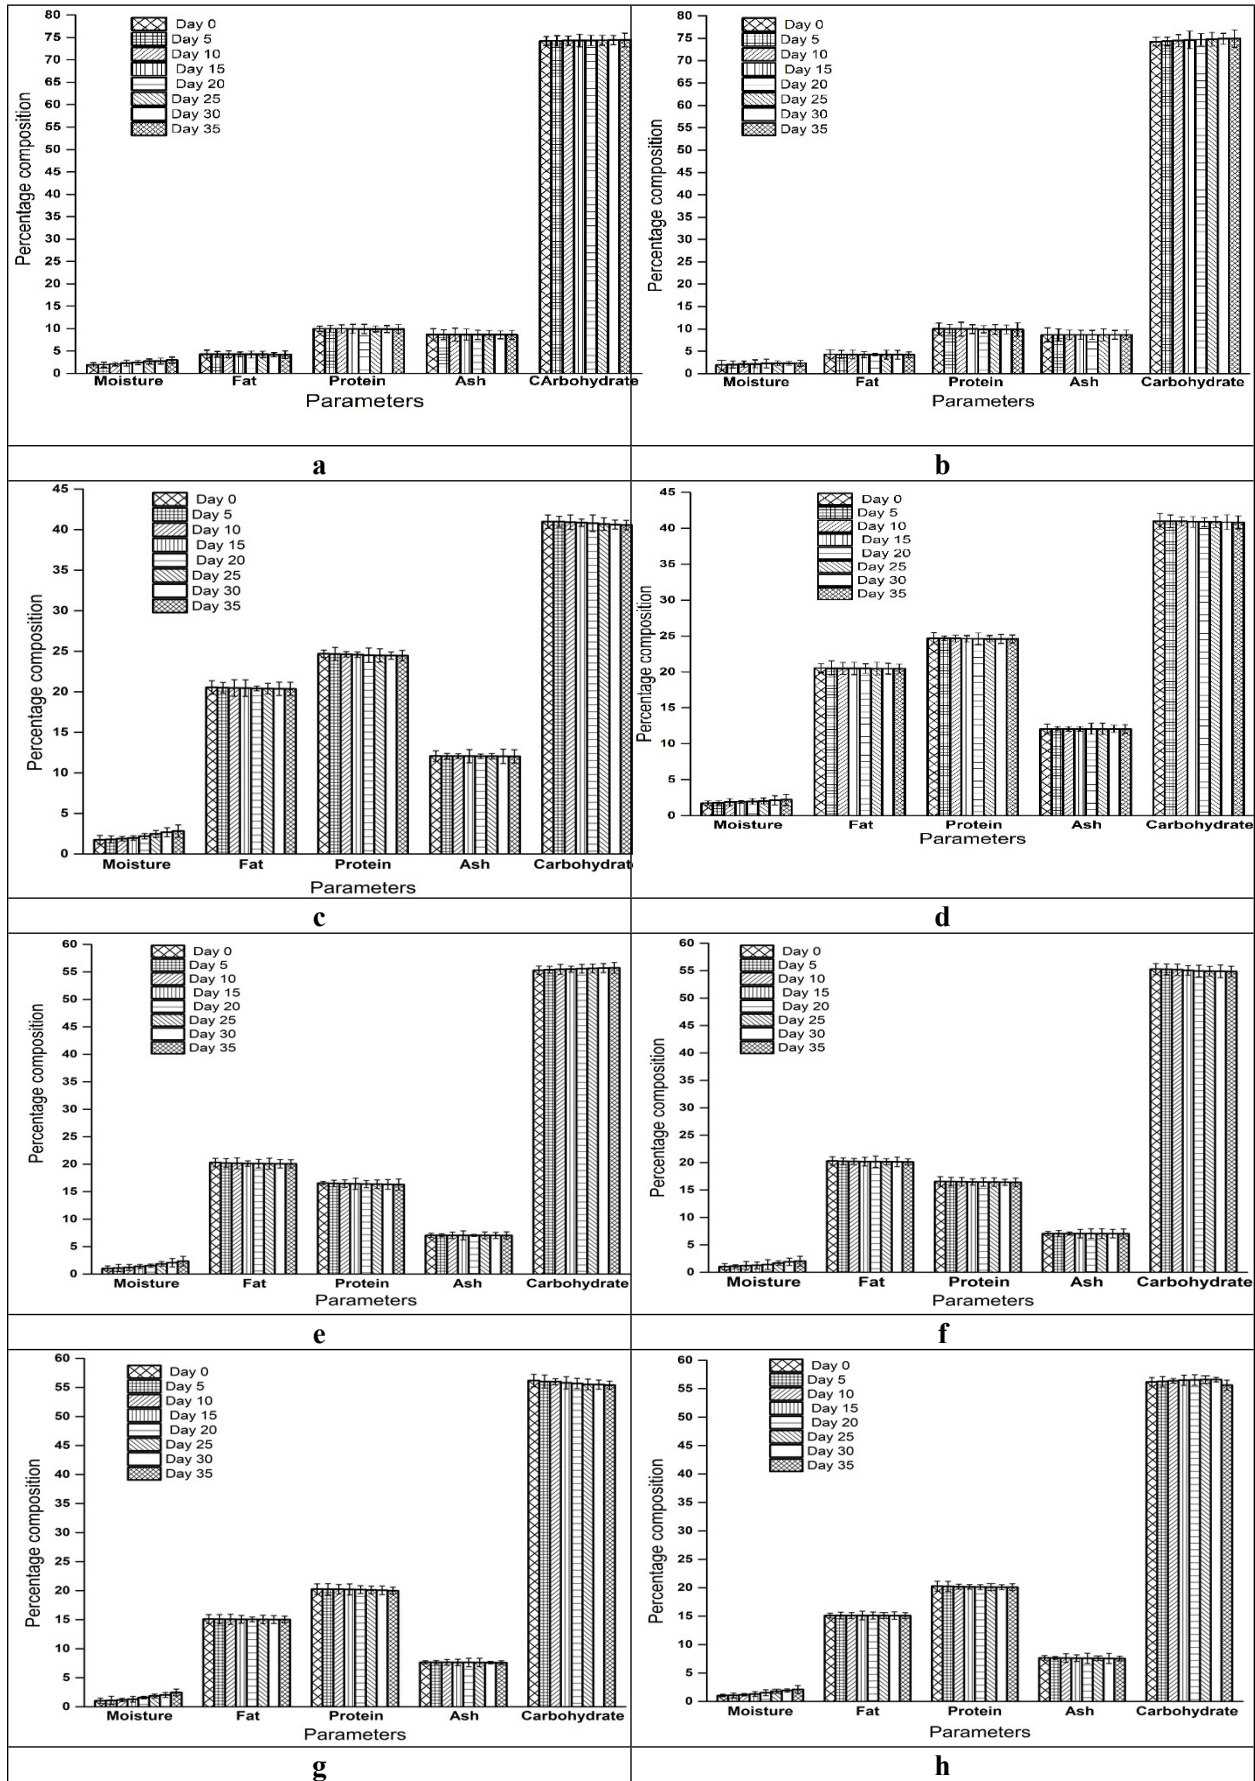 80
75
70
65
60
55
50
45
40
35
30
25
20
15
10
5
0
Percentage composition
Day 0
Day 5
Day 10
Day 15
Day 20
Day 25
Day 30
Day 35
Moisture Fat Protein Ash CArbohydrate
Parameters
a
80
75
70
65
60
55
50
45
40
35
30
25
20
15
10
5
0
Percentage composition
Day 0
Day 5
Day 10
Day 15
Day 20
Day 25
Day 30
Day 35
Moisture Fat Protein Ash Carbohydrate
Parameters
b
45
40
35
30
25
20
15
10
5
0
Percentage composition
Day 0
Day 5
Day 10
Day 15
Day 20
Day 25
Day 30
Day 35
Moisture Fat Protein Ash Carbohydrate
Parameters
c
45
40
35
30
25
20
15
10
5
0
Percentage composition
Day 0
Day 5
Day 10
Day 15
Day 20
Day 25
Day 30
Day 35
Moisture Fat Protein Ash Carbohydrate
Parameters
d
60
55
50
45
40
35
30
25
20
15
10
5
0
Percentage composition
Day 0
Day 5
Day 10
Day 15
Day 20
Day 25
Day 30
Day 35
Moisture Fat Protein Ash Carbohydrate
Parameters
e
60
55
50
45
40
35
30
25
20
15
10
5
0
Percentage composition
Day 0
Day 5
Day 10
Day 15
Day 20
Day 25
Day 30
Day 35
Moisture Fat Protein Ash Carbohydrate
Parameters
f
60
55
50
45
40
35
30
25
20
15
10
5
0
Percentage composition
Day 0
Day 5
Day 10
Day 15
Day 20
Day 25
Day 30
Day 35
Moisture Fat Protein Ash Carbohydrate
Parameters
g
60
55
50
45
40
35
30
25
20
15
10
5
0
Percentage composition
Day 0
Day 5
Day 10
Day 15
Day 20
Day 25
Day 30
Day 35
Moisture Fat Protein Ash Carbohydrate
Parameters
h